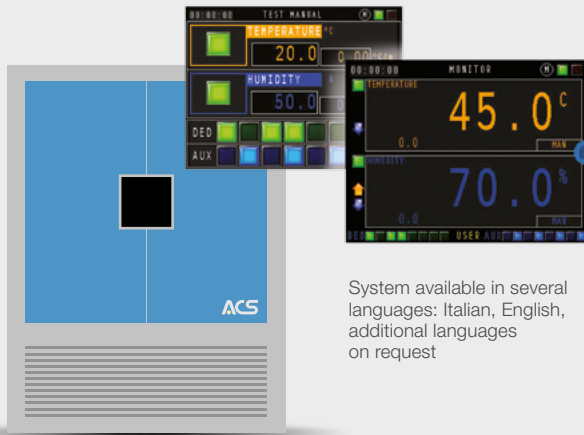 00:00:00 TEST MANUAL M
TEMPERATURE °C
20.0 0.00
HUMIDITY
50.0
DED
AUX
00:00:00 MONITOR M
TEMPERATURE
45.0 C
0.0 MAN
HUMIDITY
70.0 %
0.0 MAN
DED USER AUX
ACS
System available in several
languages: Italian, English,
additional languages
on request